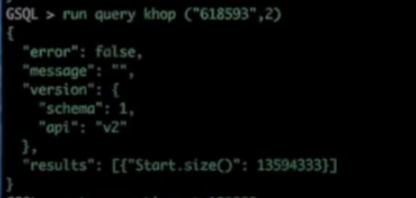 GSQL > run query khop ("618593",2)
{
  "error": false,
  "message": "",
  "version": {
    "schema": 1,
    "api": "v2"
  },
  "results": [{"Start.size()": 13594333}]
}